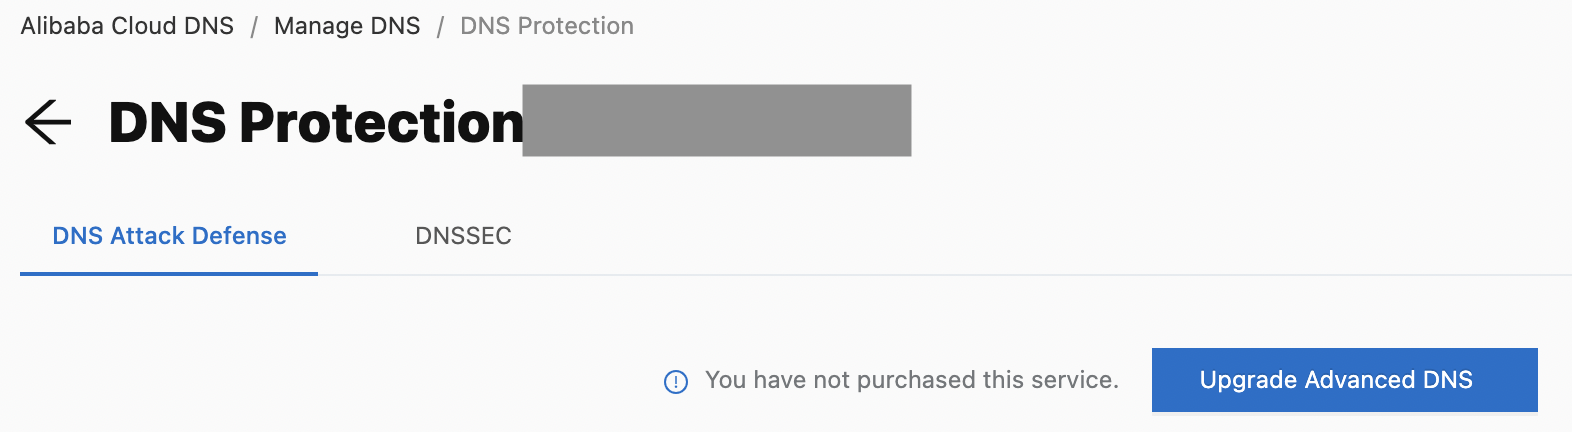 Alibaba Cloud DNS / Manage DNS / DNS Protection
DNS Protection
DNS Attack Defense DNSSEC
You have not purchased this service. Upgrade Advanced DNS